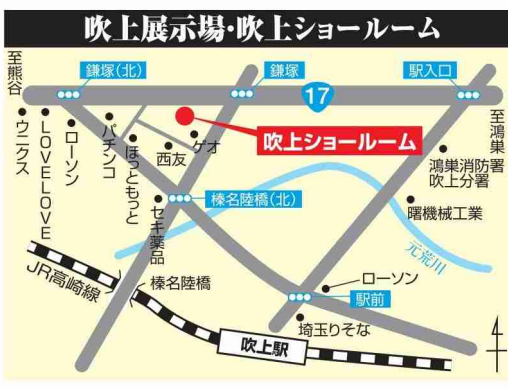 吹上展示場・吹上ショールーム
至熊谷
鎌塚(北)
鎌塚
駅入口
17
至鴻巣
ウニクス
LOVELOVE
ローソン
パチンコ
ほっともっと
西友
ゲオ
吹上ショールーム
鴻巣消防署
吹上分署
曙機械工業
榛名陸橋(北)
セキ薬品
元荒川
JR高崎線
榛名陸橋
ローソン
駅前
埼玉りそな
吹上駅
4